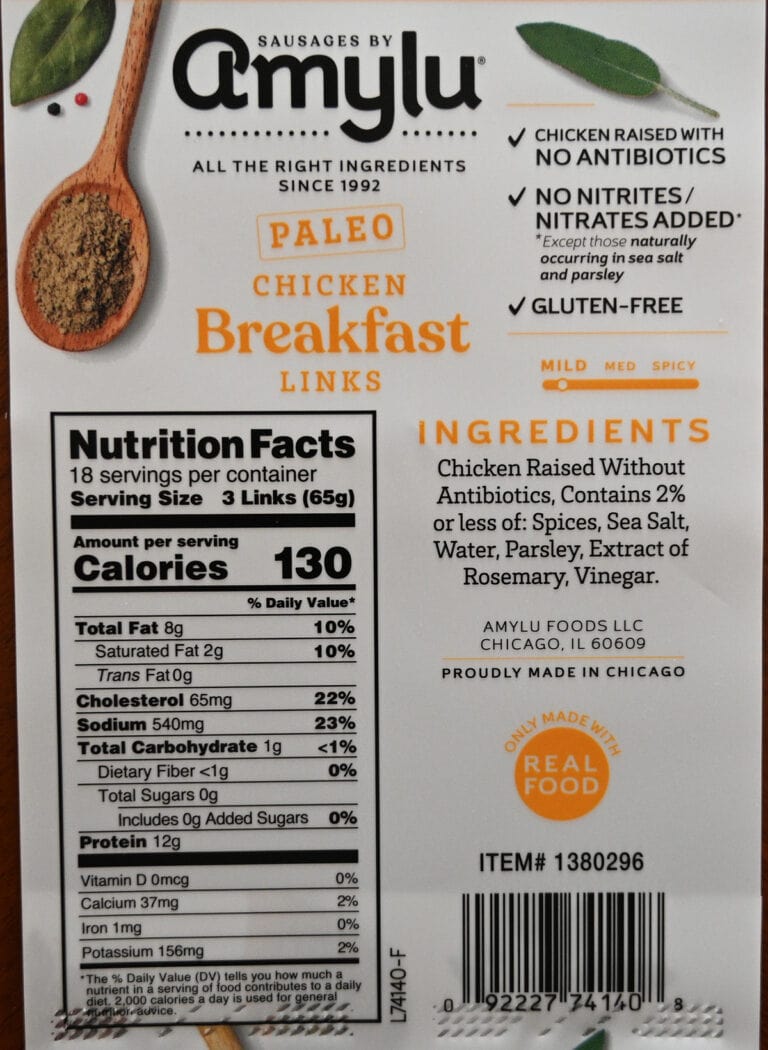 SAUSAGES BY
amylu®
ALL THE RIGHT INGREDIENTS
SINCE 1992
PALEO
CHICKEN
Breakfast
LINKS
✓ CHICKEN RAISED WITH
NO ANTIBIOTICS
✓ NO NITRITES/
NITRATES ADDED*
*Except those naturally
occurring in sea salt
and parsley
✓ GLUTEN-FREE
MILD MED SPICY
Nutrition Facts
18 servings per container
Serving Size 3 Links (65g)
Amount per serving
Calories 130
% Daily Value*
Total Fat 8g 10%
Saturated Fat 2g 10%
Trans Fat 0g
Cholesterol 65mg 22%
Sodium 540mg 23%
Total Carbohydrate 1g <1%
Dietary Fiber <1g 0%
Total Sugars 0g
Includes 0g Added Sugars 0%
Protein 12g
Vitamin D 0mcg 0%
Calcium 37mg 2%
Iron 1mg 0%
Potassium 156mg 2%
*The % Daily Value (DV) tells you how much a
nutrient in a serving of food contributes to a daily
diet. 2,000 calories a day is used for general
nutrition advice.
L74140-F
INGREDIENTS
Chicken Raised Without
Antibiotics, Contains 2%
or less of: Spices, Sea Salt,
Water, Parsley, Extract of
Rosemary, Vinegar.
AMYLU FOODS LLC
CHICAGO, IL 60609
PROUDLY MADE IN CHICAGO
ONLY MADE WITH
REAL
FOOD
ITEM# 1380296
0 92227 74140 8